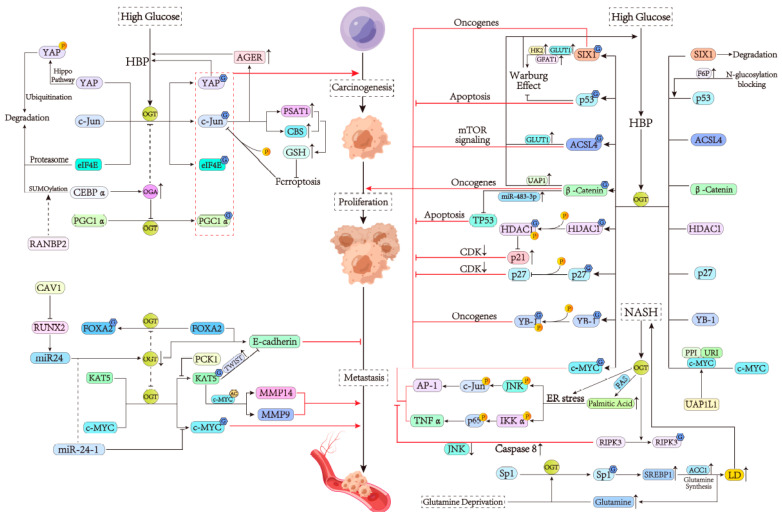 High Glucose
YAP
P
Hippo
Pathway
YAP
HBP
AGER
YAP
G
Ubiquitination
Degradation
c-Jun
OGT
c-Jun
G
PSAT1
CBS
P
GSH
Proteasome
eIF4E
eIF4E
G
Ferroptosis
SUMOylation
CEBP α
OGA
PGC1 α
OGT
PGC1 α
G
RANBP2
CAV1
RUNX2
FOXA2
FOXA2
OGT
miR24
OGT
E-cadherin
PCK1
TWIST
KAT5
OGT
KAT5
G
c-MYC
AC
MMP14
MMP9
c-MYC
c-MYC
G
miR-24-1
Carcinogenesis
Proliferation
Metastasis
Oncogenes
High Glucose
HK2
GLUT1
GPAT1
SIX1
G
SIX1
Degradation
Warburg
Effect
P6P
N-glucosylation
blocking
Apoptosis
p53
G
p53
HBP
mTOR
signaling
GLUT1
ACSL4
G
ACSL4
UAP1
Oncogenes
miR-483-3p
β -Catenin
G
OGT
β -Catenin
Apoptosis
TP53
HDAC1
G
P
P
HDAC1
G
HDAC1
CDK
p21
CDK
p27
P
p27
G
p27
Oncogenes
YB-1
G
P
P
YB-1
G
YB-1
NASH
PPI
URI
c-MYC
c-MYC
G
c-MYC
OGT
UAP1L1
AP-1
c-Jun
P
JNK
P
ER stress
FAS
Palmitic Acid
TNF α
p65
P
IKK α
P
JNK
Caspase 8
RIPK3
RIPK3
G
Sp1
OGT
Sp1
G
SREBP1
ACC1
Glutamine
Synthesis
LD
Glutamine Deprivation
Glutamine